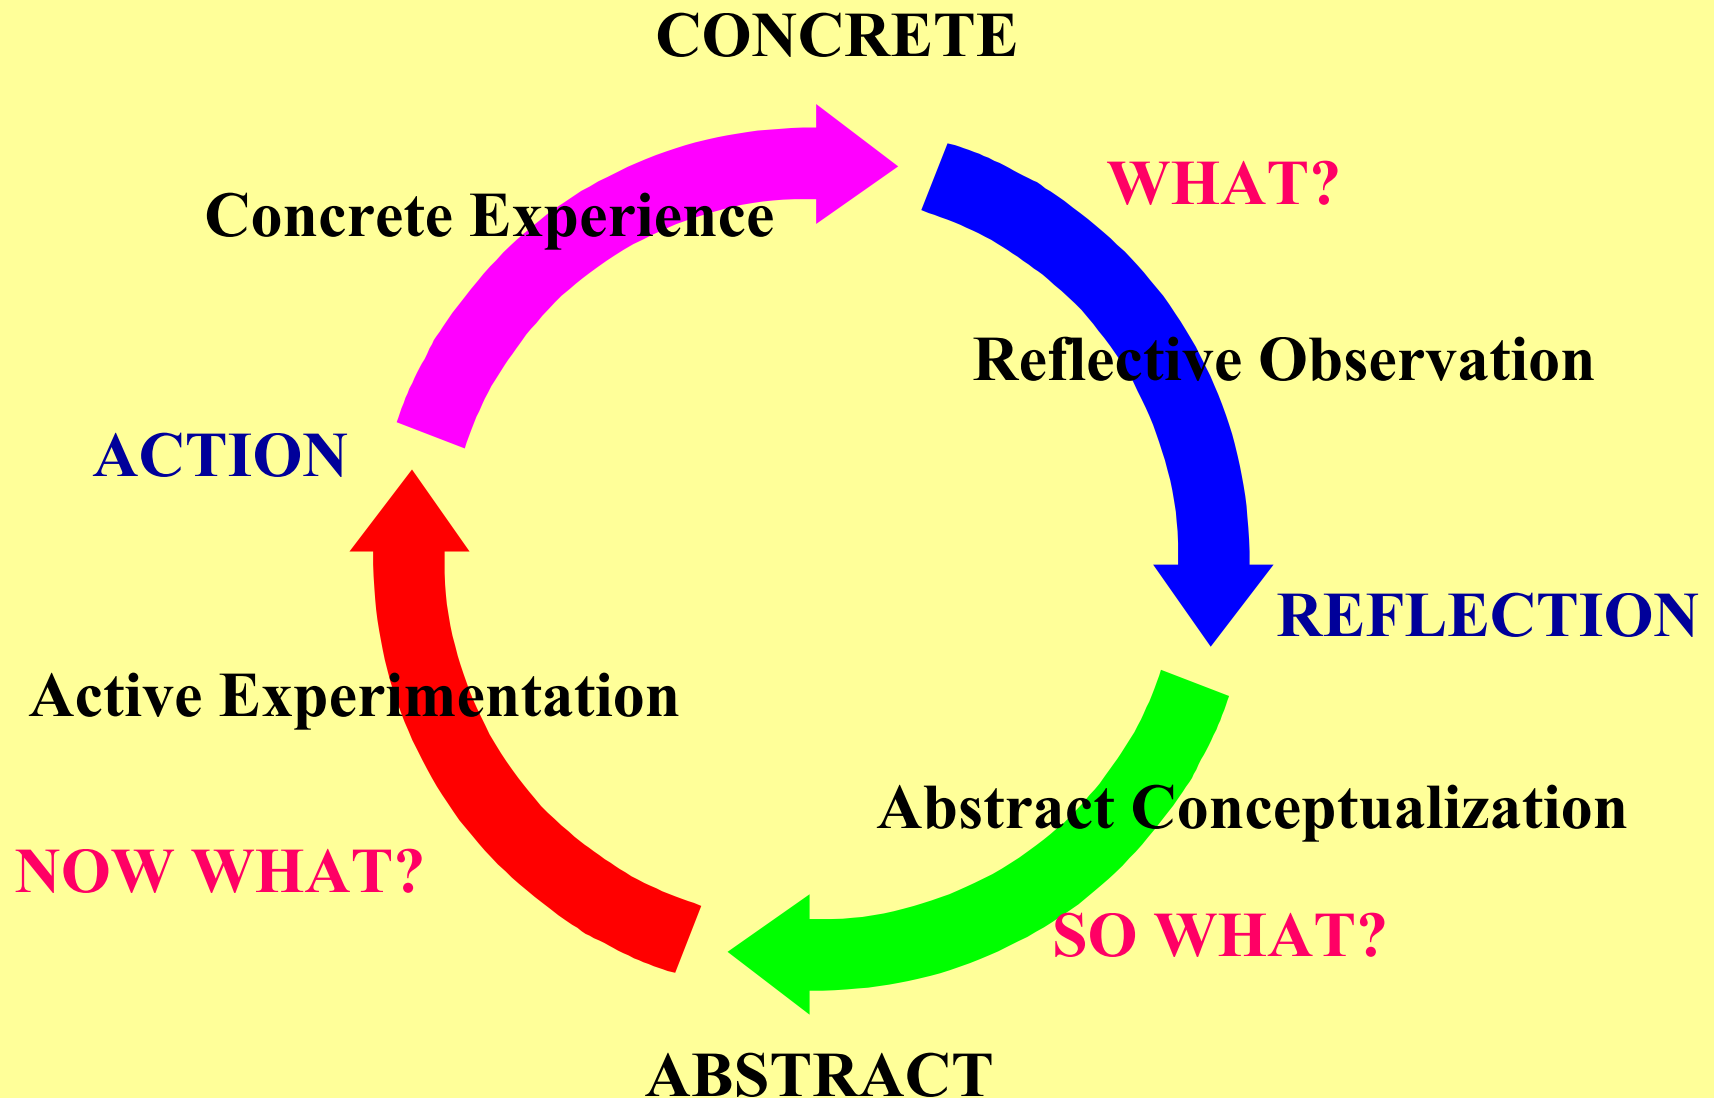 CONCRETE
WHAT?
Concrete Experience
Reflective Observation
ACTION
REFLECTION
Active Experimentation
Abstract Conceptualization
NOW WHAT?
SO WHAT?
ABSTRACT